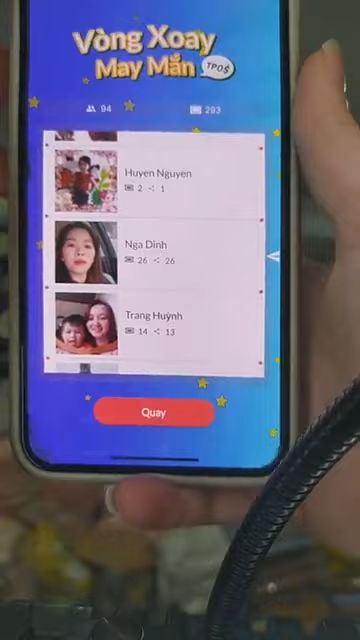 Vòng Xoay
May Mắn
TPOS
94
293
Huyen Nguyen
2 1
Nga Dinh
26 26
Trang Huỳnh
14 13
Quay